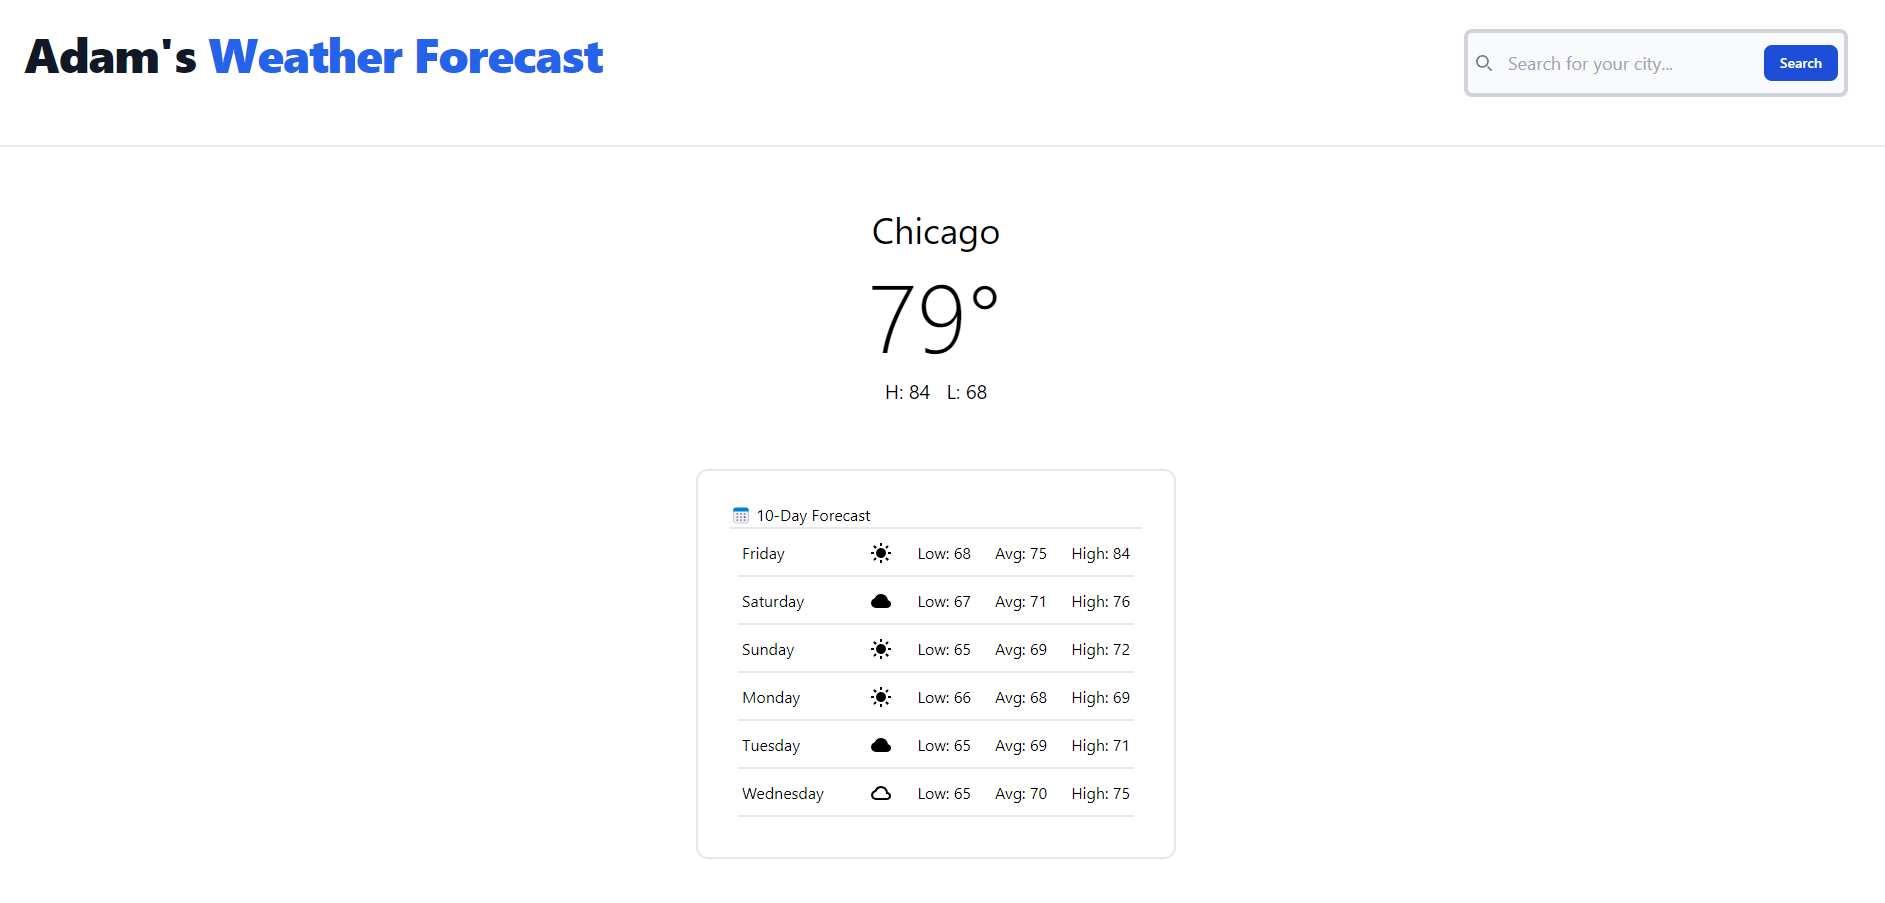 Adam's Weather Forecast
Search for your city...
Search
Chicago
79°
H: 84 L: 68
10-Day Forecast
Friday Low: 68 Avg: 75 High: 84
Saturday Low: 67 Avg: 71 High: 76
Sunday Low: 65 Avg: 69 High: 72
Monday Low: 66 Avg: 68 High: 69
Tuesday Low: 65 Avg: 69 High: 71
Wednesday Low: 65 Avg: 70 High: 75